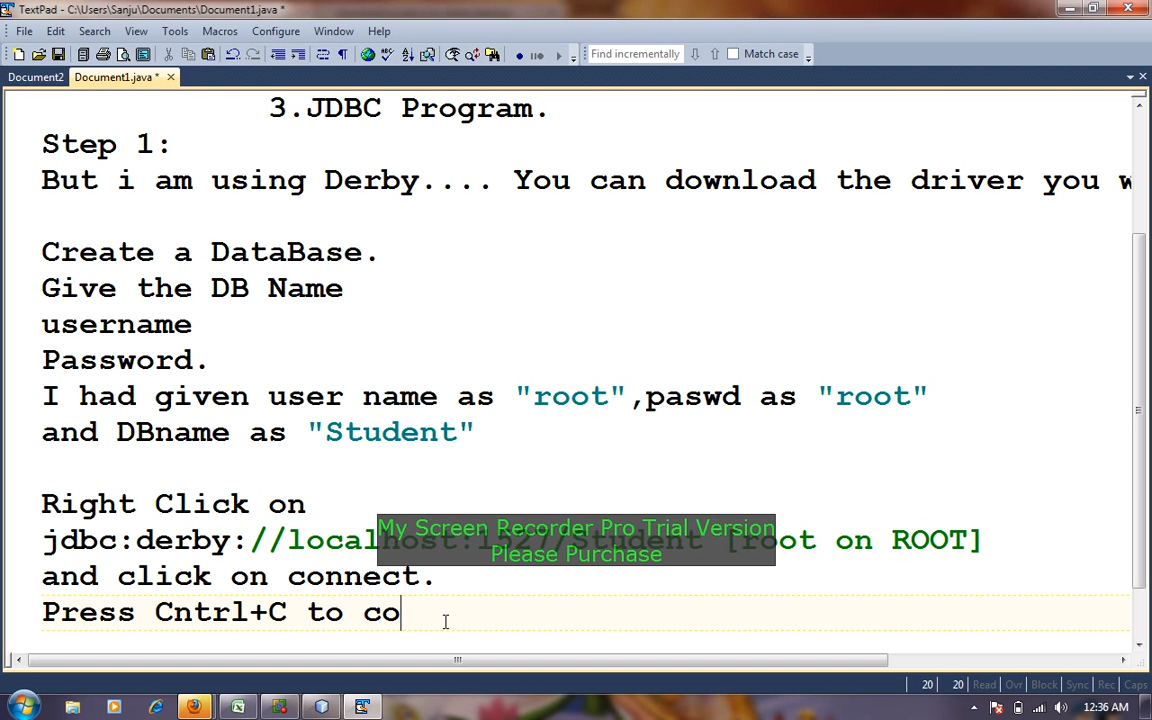 TextPad - C:\Users\Sanju\Documents\Document1.java *
File Edit Search View Tools Macros Configure Window Help
Find incrementally Match case
Document2 Document1.java *
3.JDBC Program.
Step 1:
But i am using Derby.... You can download the driver you w
Create a DataBase.
Give the DB Name
username
Password.
I had given user name as "root",paswd as "root"
and DBname as "Student"
Right Click on
jdbc:derby://localhost:1527//Student [root on ROOT]
My Screen Recorder Pro Trial Version
Please Purchase
and click on connect.
Press Cntrl+C to co
20 20 Read Ovr Block Sync Rec Caps
12:36 AM